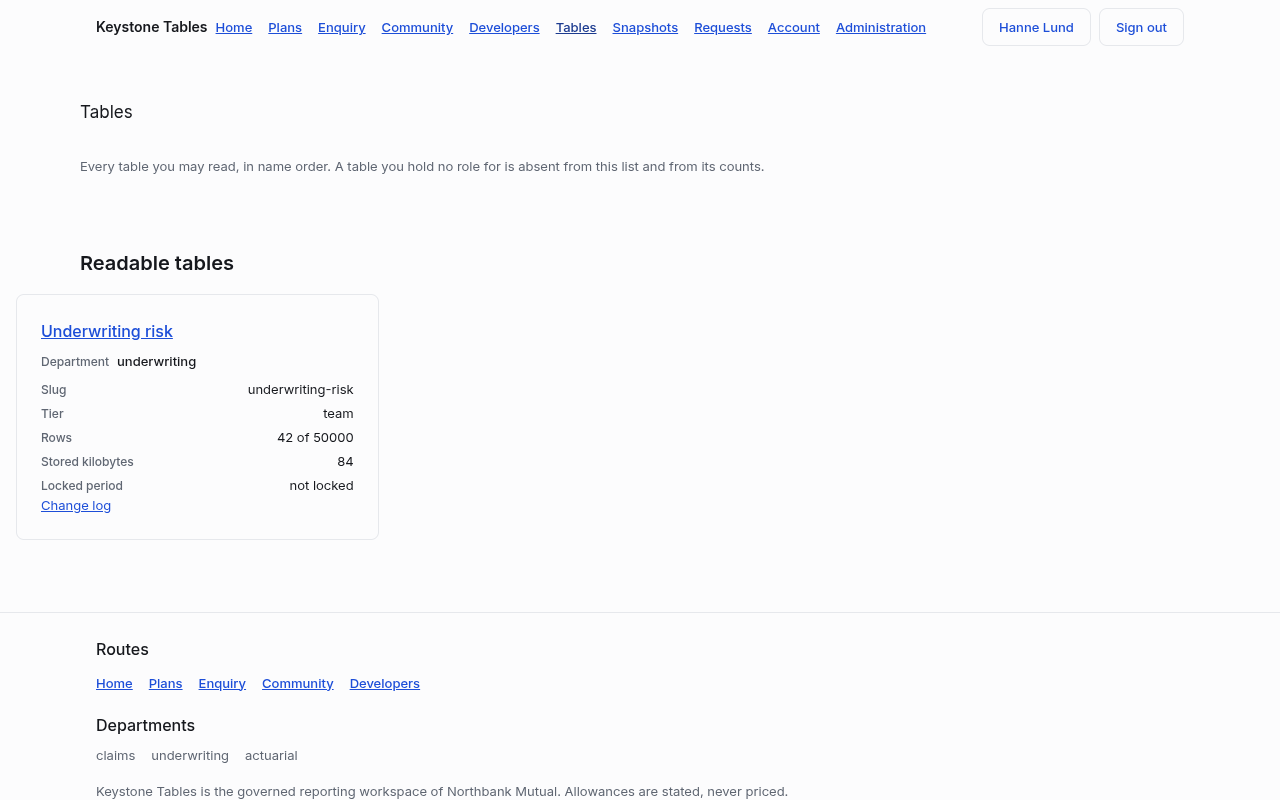 Keystone Tables Home Plans Enquiry Community Developers Tables Snapshots Requests Account Administration Hanne Lund Sign out
Tables
Every table you may read, in name order. A table you hold no role for is absent from this list and from its counts.
Readable tables
Underwriting risk
Department underwriting
Slug underwriting-risk
Tier team
Rows 42 of 50000
Stored kilobytes 84
Locked period not locked
Change log
Routes
Home Plans Enquiry Community Developers
Departments
claims underwriting actuarial
Keystone Tables is the governed reporting workspace of Northbank Mutual. Allowances are stated, never priced.